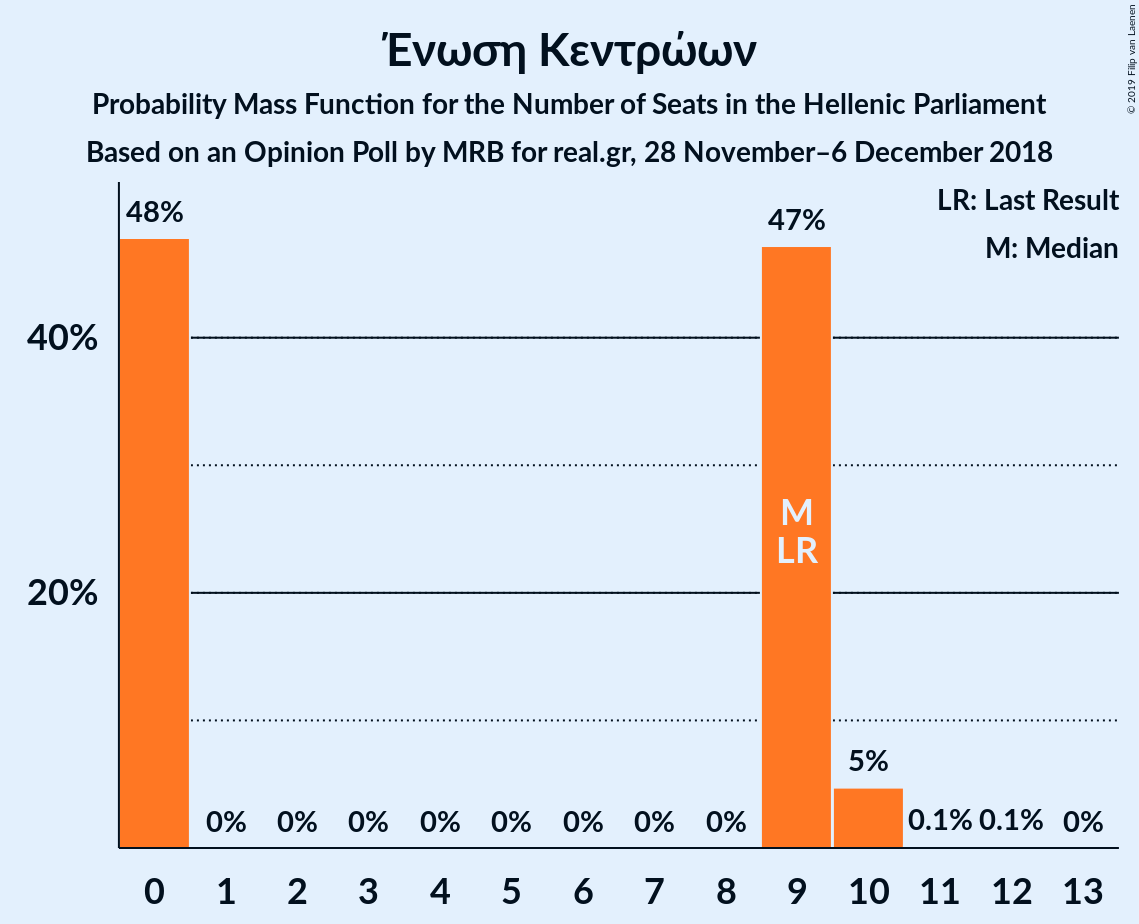 Ένωση Κεντρώων
Probability Mass Function for the Number of Seats in the Hellenic Parliament
Based on an Opinion Poll by MRB for real.gr, 28 November–6 December 2018
© 2019 Filip van Laenen
LR: Last Result
M: Median
48%
47%
40%
M
LR
20%
5%
0% 0% 0% 0% 0% 0% 0% 0% 0.1% 0.1% 0%
0 1 2 3 4 5 6 7 8 9 10 11 12 13